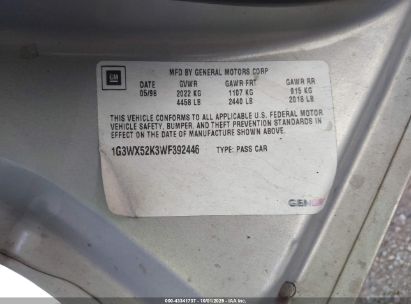 GM
MFD BY GENERAL MOTORS CORP
DATE GVWR GAWR FRT GAWR RR
05/98 2022 KG 1107 KG 915 KG
4458 LB 2440 LB 2018 LB
THIS VEHICLE CONFORMS TO ALL APPLICABLE U.S. FEDERAL MOTOR
VEHICLE SAFETY, BUMPER, AND THEFT PREVENTION STANDARDS IN
EFFECT ON THE DATE OF MANUFACTURE SHOWN ABOVE.
1G3WX52K3WF392446 TYPE: PASS CAR